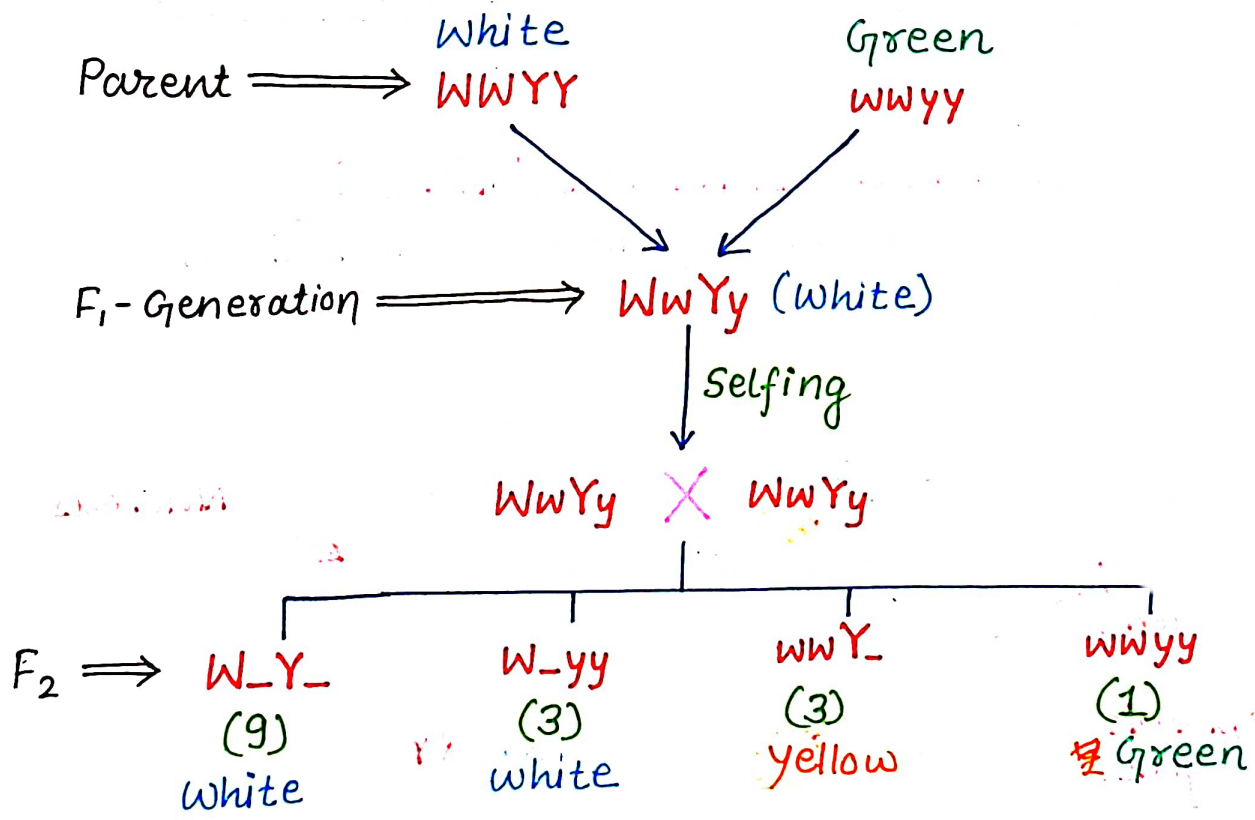 White Green
Parent WWYY wwyy
F₁-Generation WwYy (White)
Selfing
WwYy X WwYy
F₂ W_Y_ W_yy wwY_ wwyy
(9) (3) (3) (1)
White White Yellow Green